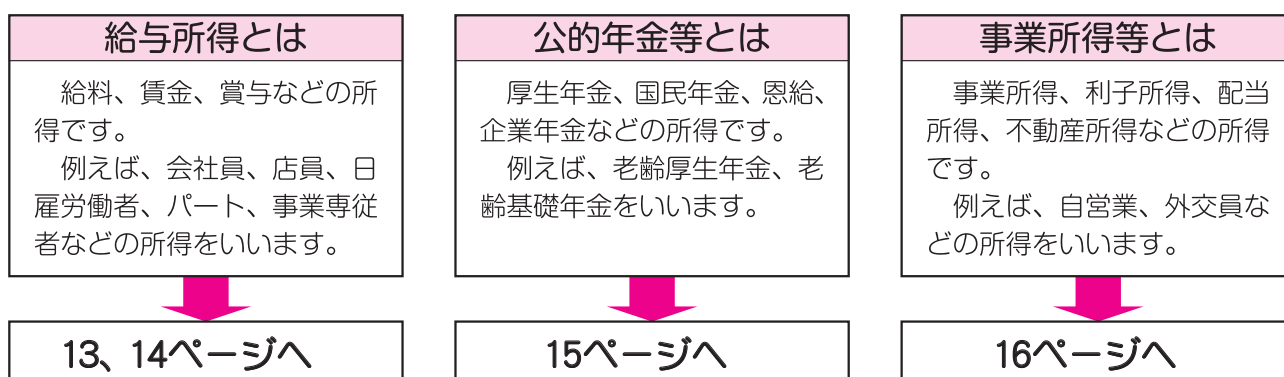 給与所得とは
給料、賃金、賞与などの所
得です。
例えば、会社員、店員、日
雇労働者、パート、事業専従
者などの所得をいいます。
13、14ページへ
公的年金等とは
厚生年金、国民年金、恩給、
企業年金などの所得です。
例えば、老齢厚生年金、老
齢基礎年金をいいます。
15ページへ
事業所得等とは
事業所得、利子所得、配当
所得、不動産所得などの所得
です。
例えば、自営業、外交員な
どの所得をいいます。
16ページへ